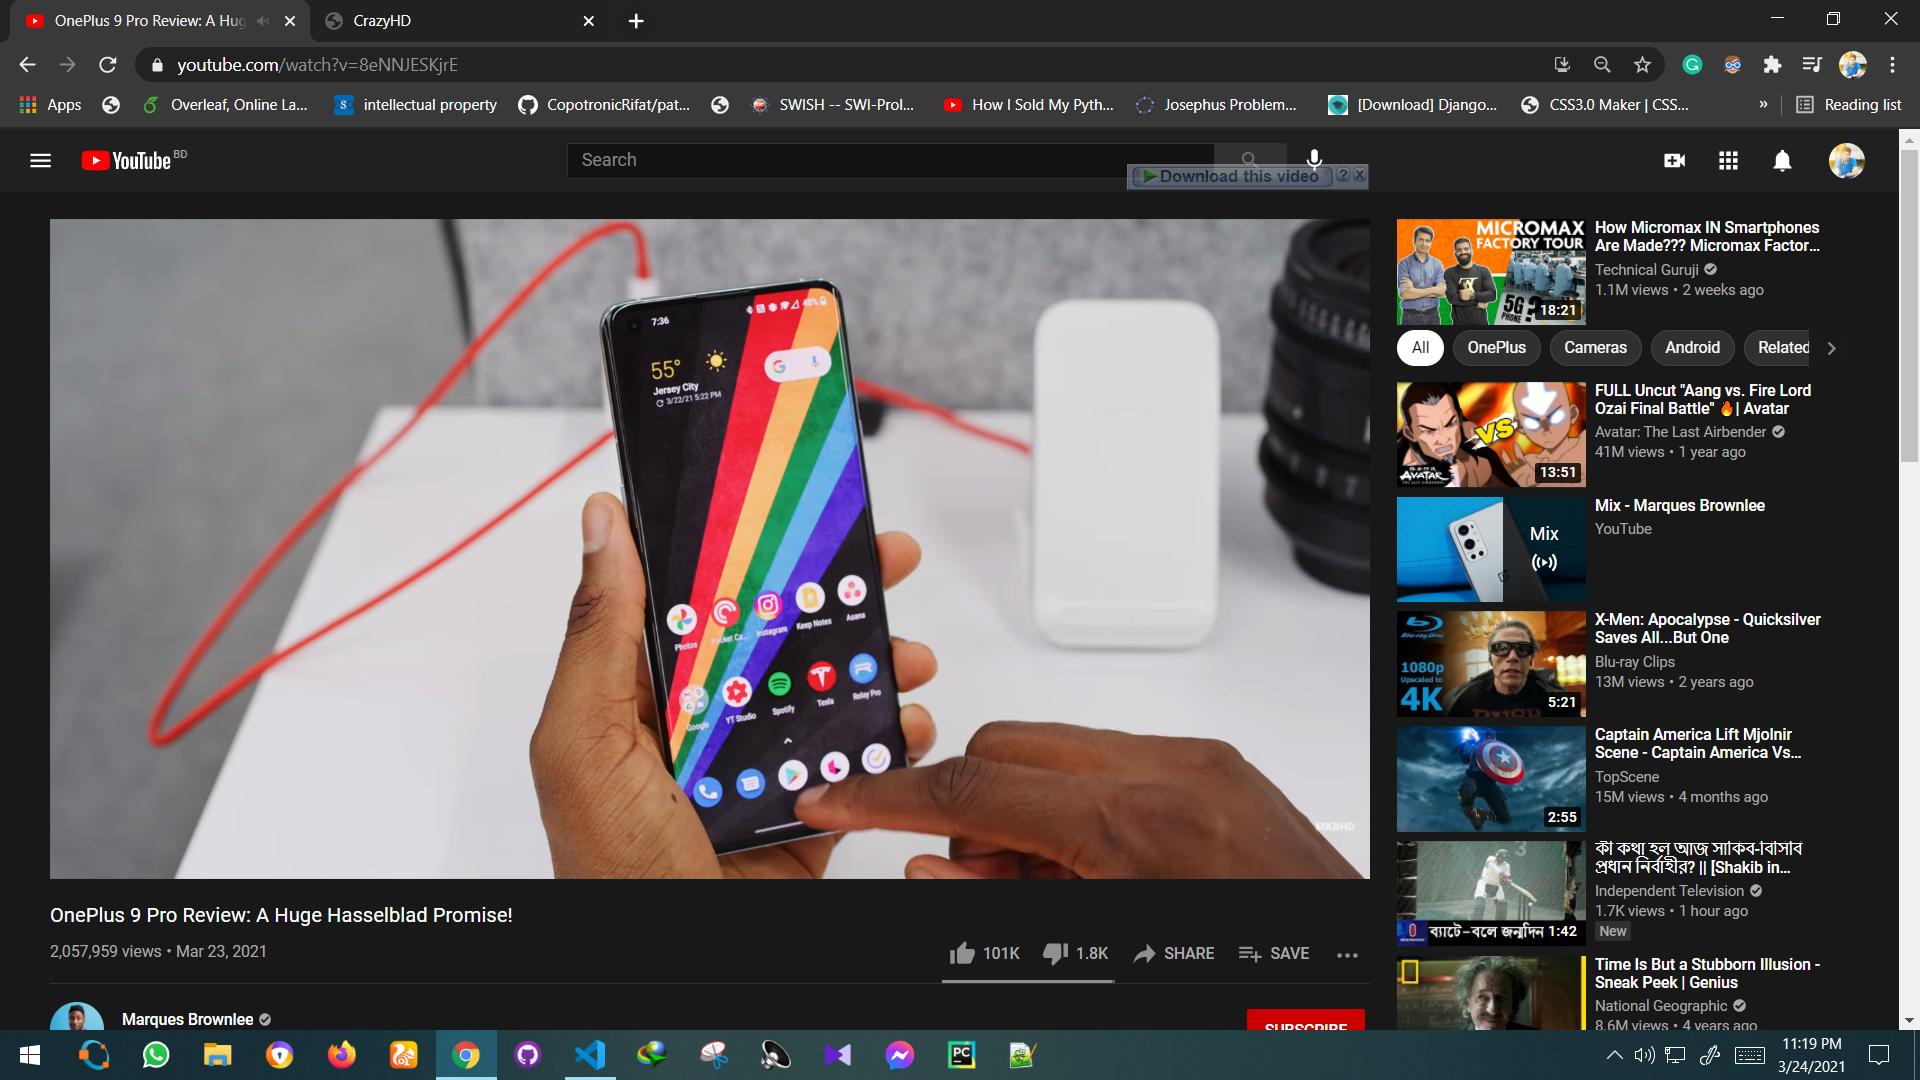 OnePlus 9 Pro Review: A Hug
CrazyHD
youtube.com/watch?v=8eNNJESKjrE
Apps
Overleaf, Online La...
intellectual property
CopotronicRifat/pat...
SWISH -- SWI-Prol...
How I Sold My Pyth...
Josephus Problem...
[Download] Django...
CSS3.0 Maker | CSS...
»
Reading list
YouTube BD
Search
Download this video
7:36
48%
55°
Jersey City
3/22/21 5:22 PM
Photos
Pocket Ca...
Instagram
Keep Notes
Asana
Google
YT Studio
Spotify
Tesla
Relay Pro
MKBHD
OnePlus 9 Pro Review: A Huge Hasselblad Promise!
2,057,959 views • Mar 23, 2021
101K
1.8K
SHARE
SAVE
Marques Brownlee
SUBSCRIBE
MICROMAX
FACTORY TOUR
5G ?
PHONE
18:21
How Micromax IN Smartphones
Are Made??? Micromax Factor...
Technical Guruji
1.1M views • 2 weeks ago
All
OnePlus
Cameras
Android
Related
VS
AVATAR
13:51
FULL Uncut "Aang vs. Fire Lord
Ozai Final Battle" 🔥| Avatar
Avatar: The Last Airbender
41M views • 1 year ago
Mix
Mix - Marques Brownlee
YouTube
Blu-ray Disc
1080p
Upscaled to
4K
5:21
X-Men: Apocalypse - Quicksilver
Saves All...But One
Blu-ray Clips
13M views • 2 years ago
2:55
Captain America Lift Mjolnir
Scene - Captain America Vs...
TopScene
15M views • 4 months ago
3
ব্যাটে-বলে জন্মদিন
1:42
কী কথা হল আজ সাকিব-বিসিবি
প্রধান নির্বাহীর? || [Shakib in...
Independent Television
1.7K views • 1 hour ago
New
Time Is But a Stubborn Illusion -
Sneak Peek | Genius
National Geographic
8.6M views • 4 years ago
11:19 PM
3/24/2021